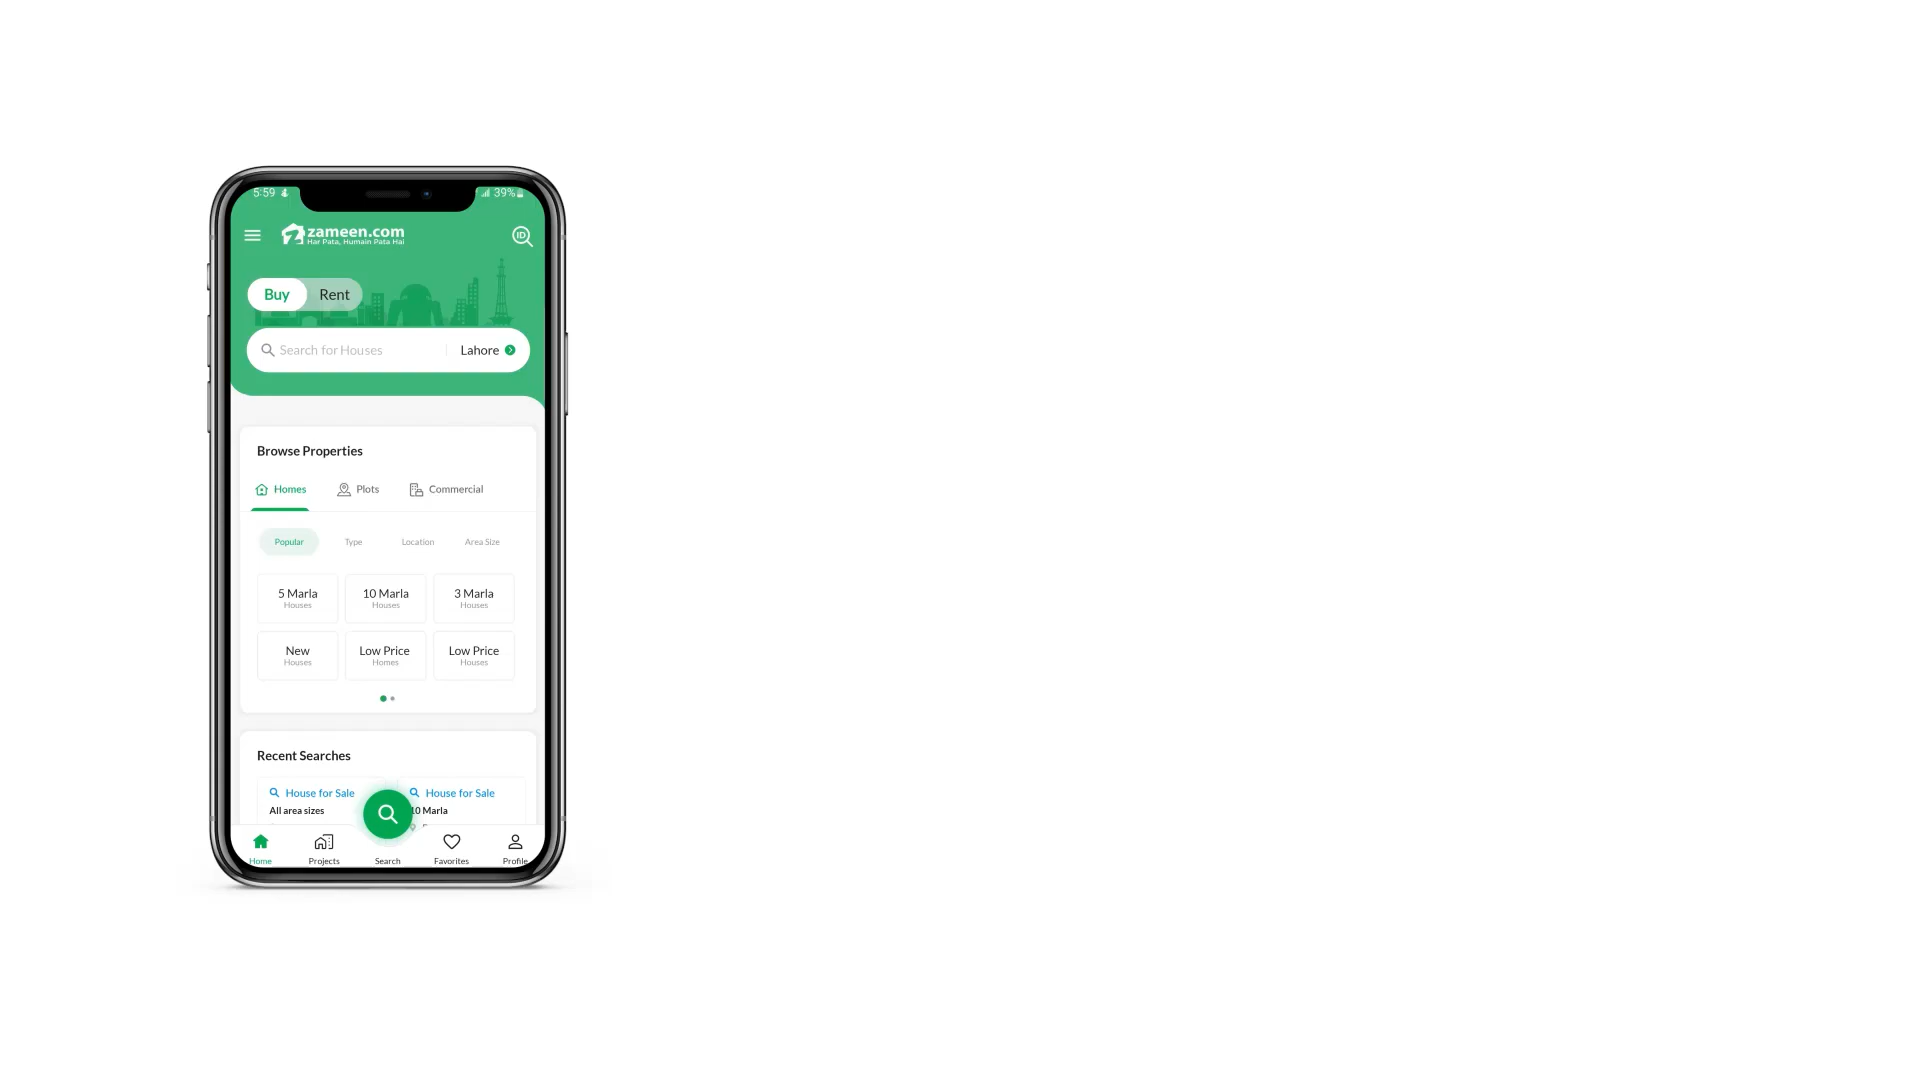 5:59
39%
zameen.com
Har Pata, Humain Pata Hai
ID
Buy Rent
Search for Houses
Lahore
Browse Properties
Homes Plots Commercial
Popular Type Location Area Size
5 Marla
Houses
10 Marla
Houses
3 Marla
Houses
New
Houses
Low Price
Homes
Low Price
Houses
Recent Searches
House for Sale
All area sizes
House for Sale
10 Marla
Home Projects Search Favorites Profile